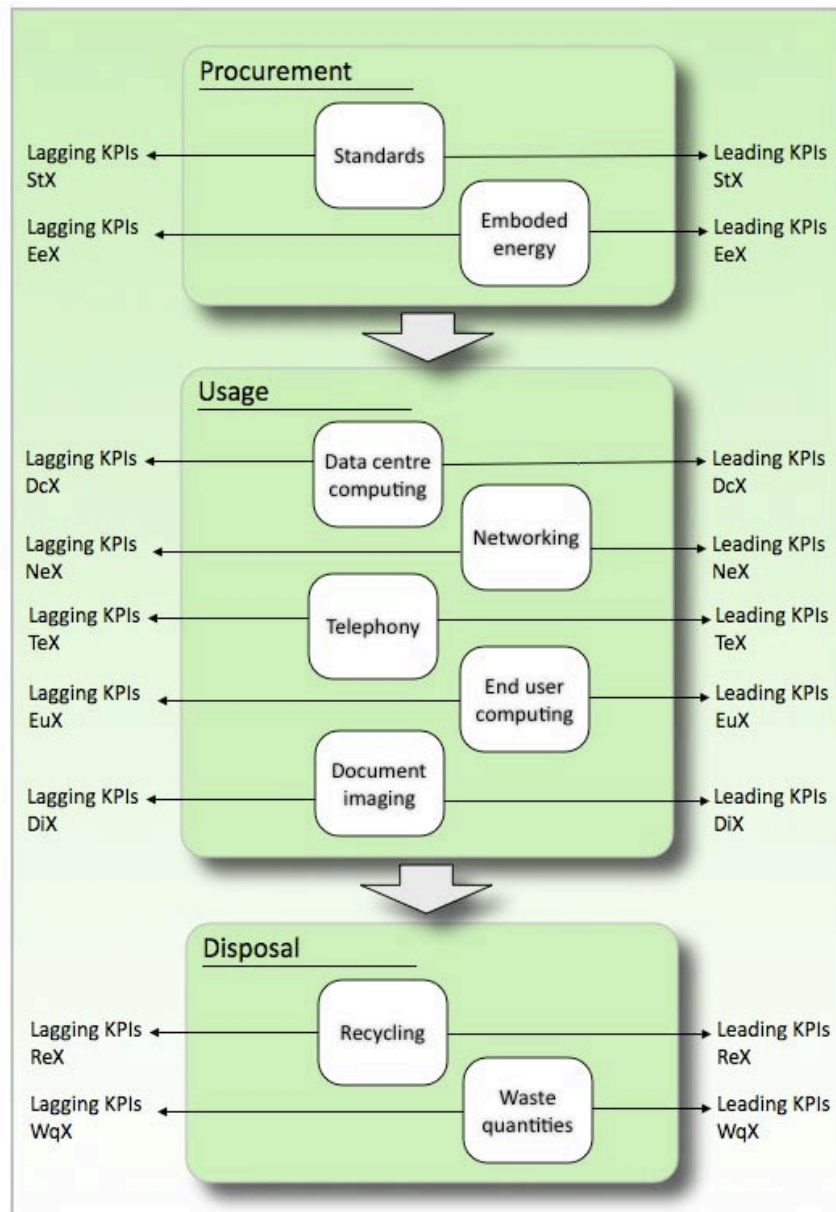 Procurement
Lagging KPIs
StX
Standards
Leading KPIs
StX
Lagging KPIs
EeX
Emboded
energy
Leading KPIs
EeX
Usage
Lagging KPIs
DcX
Data centre
computing
Leading KPIs
DcX
Lagging KPIs
NeX
Networking
Leading KPIs
NeX
Lagging KPIs
TeX
Telephony
Leading KPIs
TeX
Lagging KPIs
EuX
End user
computing
Leading KPIs
EuX
Lagging KPIs
DiX
Document
imaging
Leading KPIs
DiX
Disposal
Lagging KPIs
ReX
Recycling
Leading KPIs
ReX
Lagging KPIs
WqX
Waste
quantities
Leading KPIs
WqX